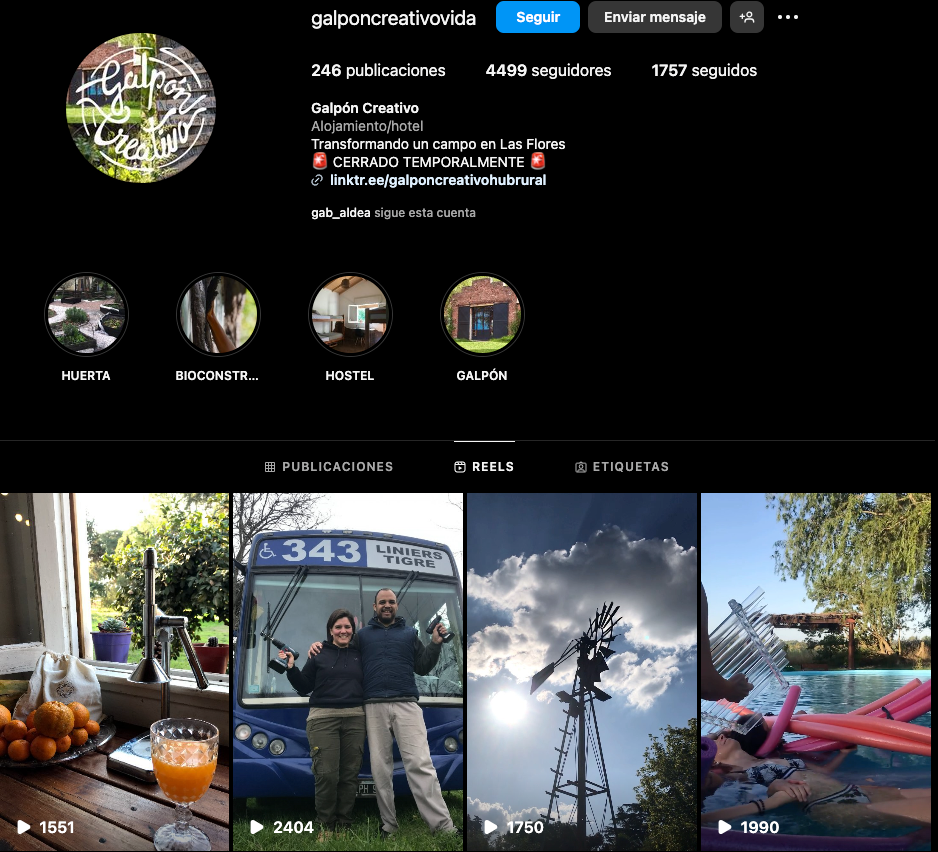 galponcreativovida
Seguir
Enviar mensaje
246 publicaciones
4499 seguidores
1757 seguidos
Galpón Creativo
Galpón Creativo
Alojamiento/hotel
Transformando un campo en Las Flores
🚨 CERRADO TEMPORALMENTE 🚨
linktr.ee/galponcreativohubrural
gab_aldea sigue esta cuenta
HUERTA
BIOCONSTR...
HOSTEL
GALPÓN
PUBLICACIONES
REELS
ETIQUETAS
343 LINIERS
TIGRE
1551
2404
1750
1990